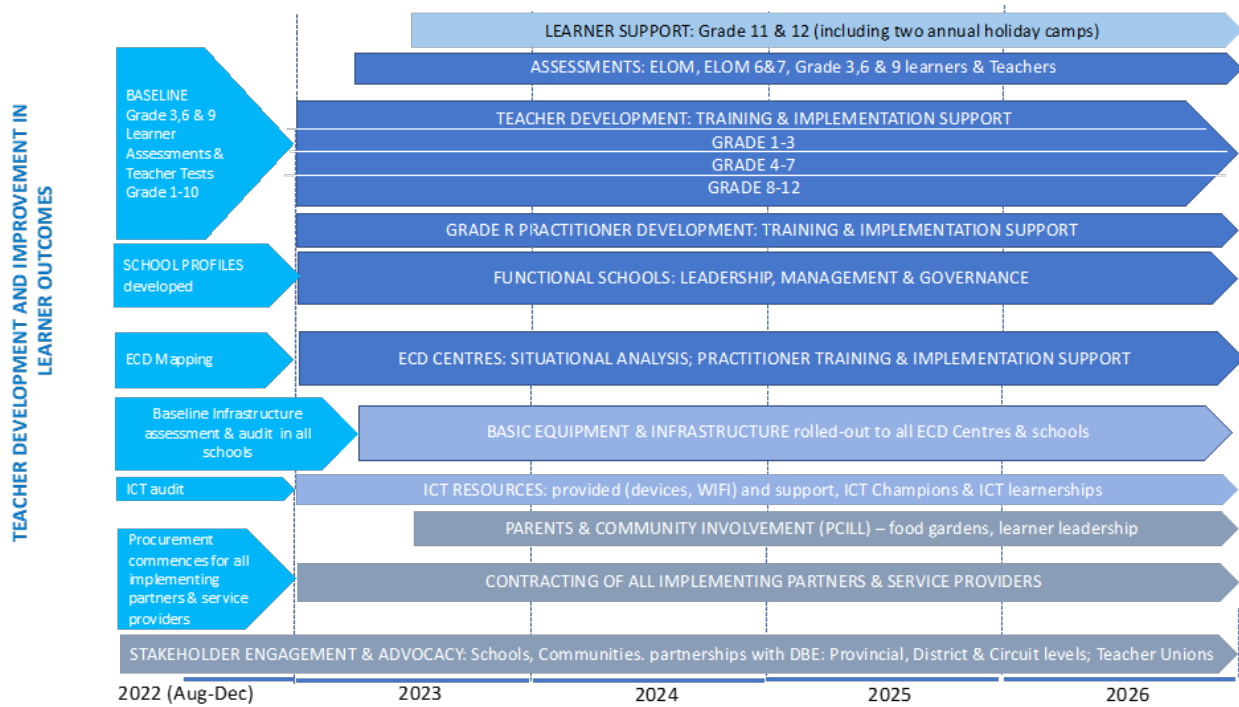 TEACHER DEVELOPMENT AND IMPROVEMENT IN
LEARNER OUTCOMES
LEARNER SUPPORT: Grade 11 & 12 (including two annual holiday camps)
ASSESSMENTS: ELOM, ELOM 6&7, Grade 3,6 & 9 learners & Teachers
BASELINE
Grade 3,6 & 9
Learner
Assessments &
Teacher Tests
Grade 1-10
TEACHER DEVELOPMENT: TRAINING & IMPLEMENTATION SUPPORT
GRADE 1-3
GRADE 4-7
GRADE 8-12
GRADE R PRACTITIONER DEVELOPMENT: TRAINING & IMPLEMENTATION SUPPORT
SCHOOL PROFILES
developed
FUNCTIONAL SCHOOLS: LEADERSHIP, MANAGEMENT & GOVERNANCE
ECD Mapping
ECD CENTRES: SITUATIONAL ANALYSIS; PRACTITIONER TRAINING & IMPLEMENTATION SUPPORT
Baseline Infrastructure
assessment & audit in all
schools
BASIC EQUIPMENT & INFRASTRUCTURE rolled-out to all ECD Centres & schools
ICT audit
ICT RESOURCES: provided (devices, WIFI) and support, ICT Champions & ICT learnerships
PARENTS & COMMUNITY INVOLVEMENT (PCILL) – food gardens, learner leadership
Procurement
commences for all
implementing
partners & service
providers
CONTRACTING OF ALL IMPLEMENTING PARTNERS & SERVICE PROVIDERS
STAKEHOLDER ENGAGEMENT & ADVOCACY: Schools, Communities. partnerships with DBE: Provincial, District & Circuit levels; Teacher Unions
2022 (Aug-Dec)
2023
2024
2025
2026